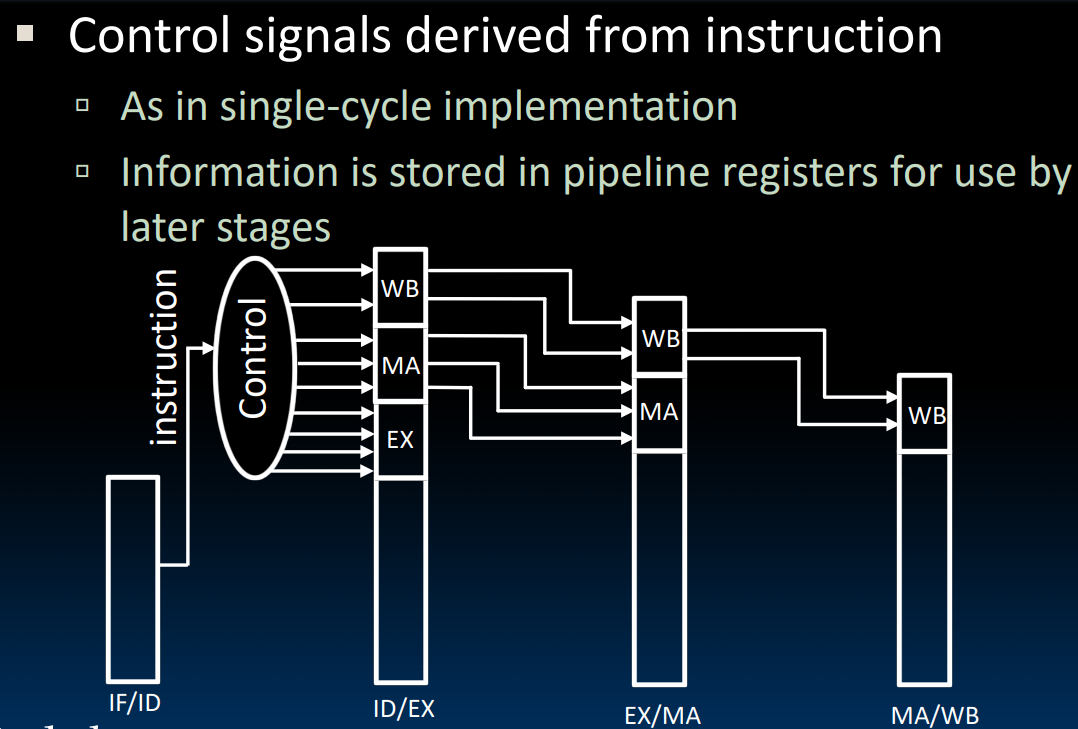 Control signals derived from instruction
As in single-cycle implementation
Information is stored in pipeline registers for use by
later stages
instruction
Control
WB
MA
EX
WB
MA
WB
IF/ID
ID/EX
EX/MA
MA/WB